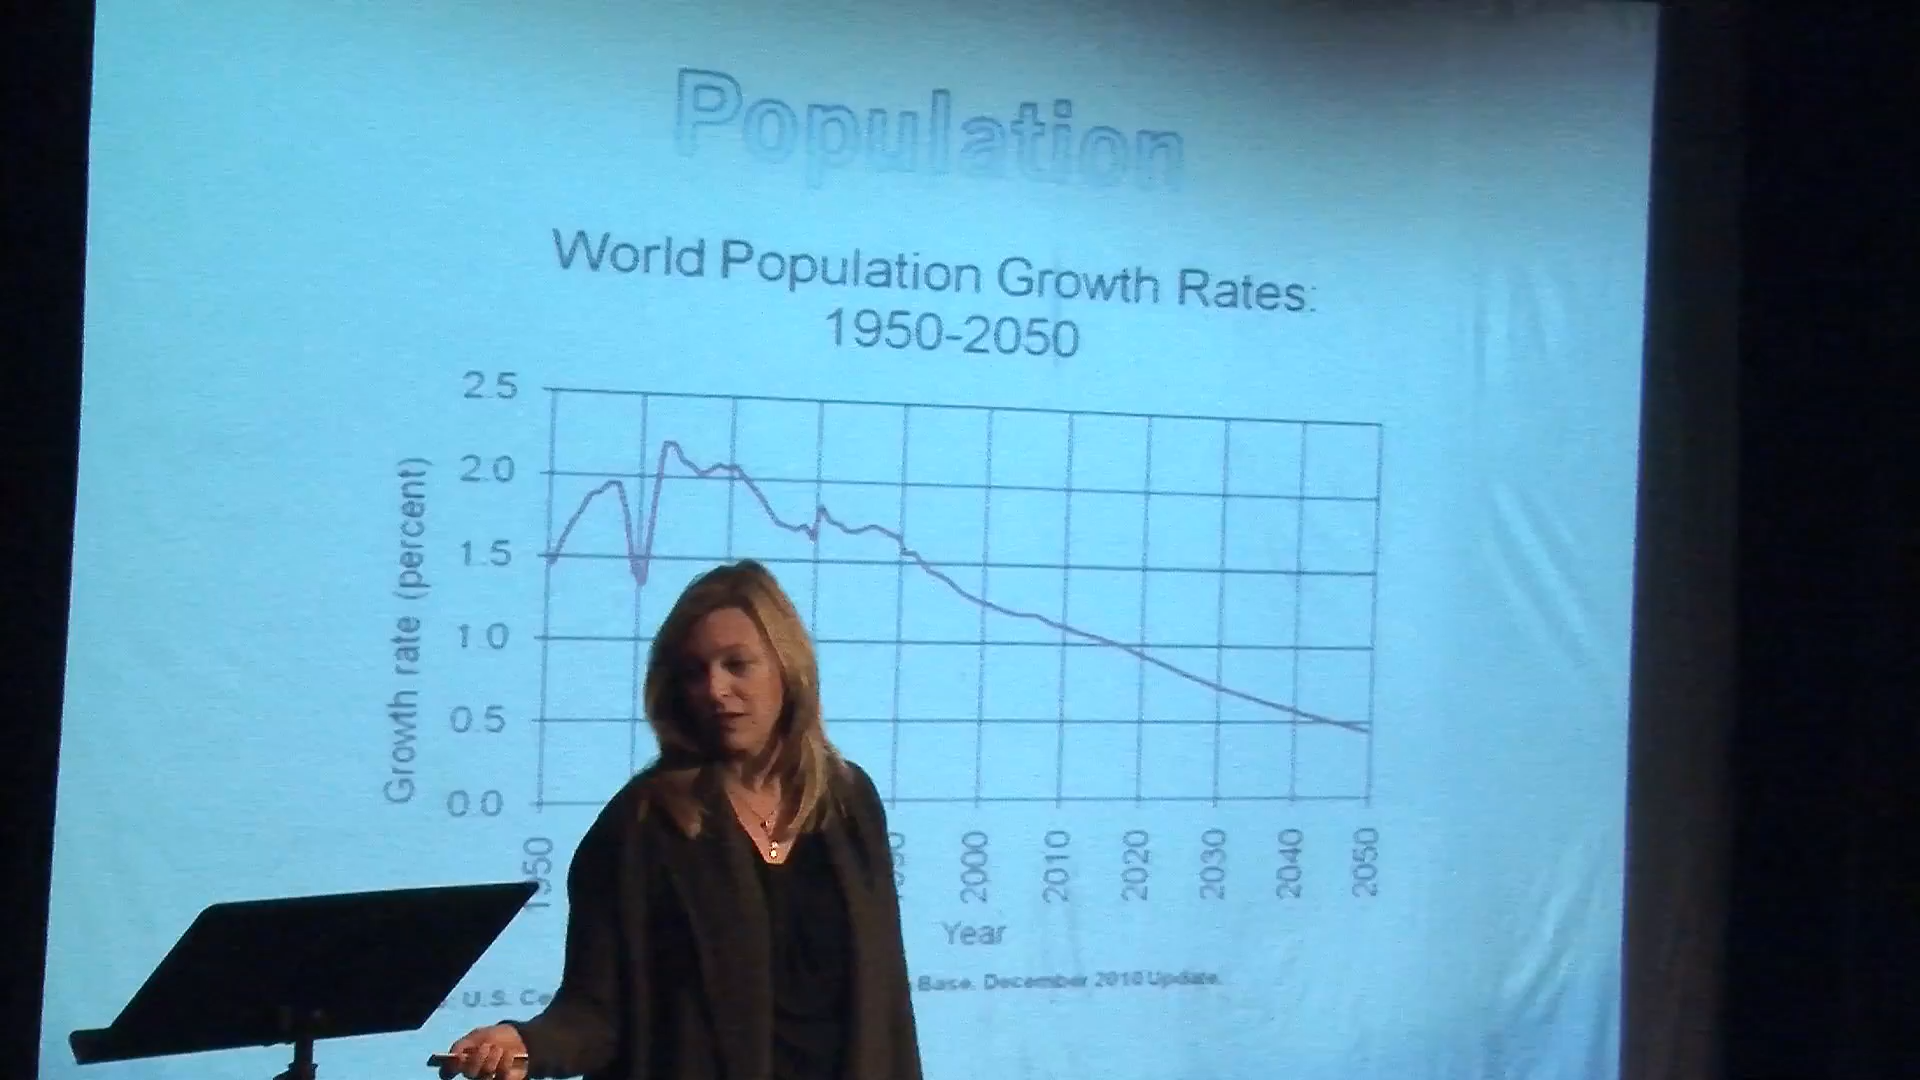 Population
World Population Growth Rates:
1950-2050
2.5
2.0
1.5
1.0
0.5
0.0
Growth rate (percent)
1950
2000
2010
2020
2030
2040
2050
Year
U.S.
Base, December 2010 Update.